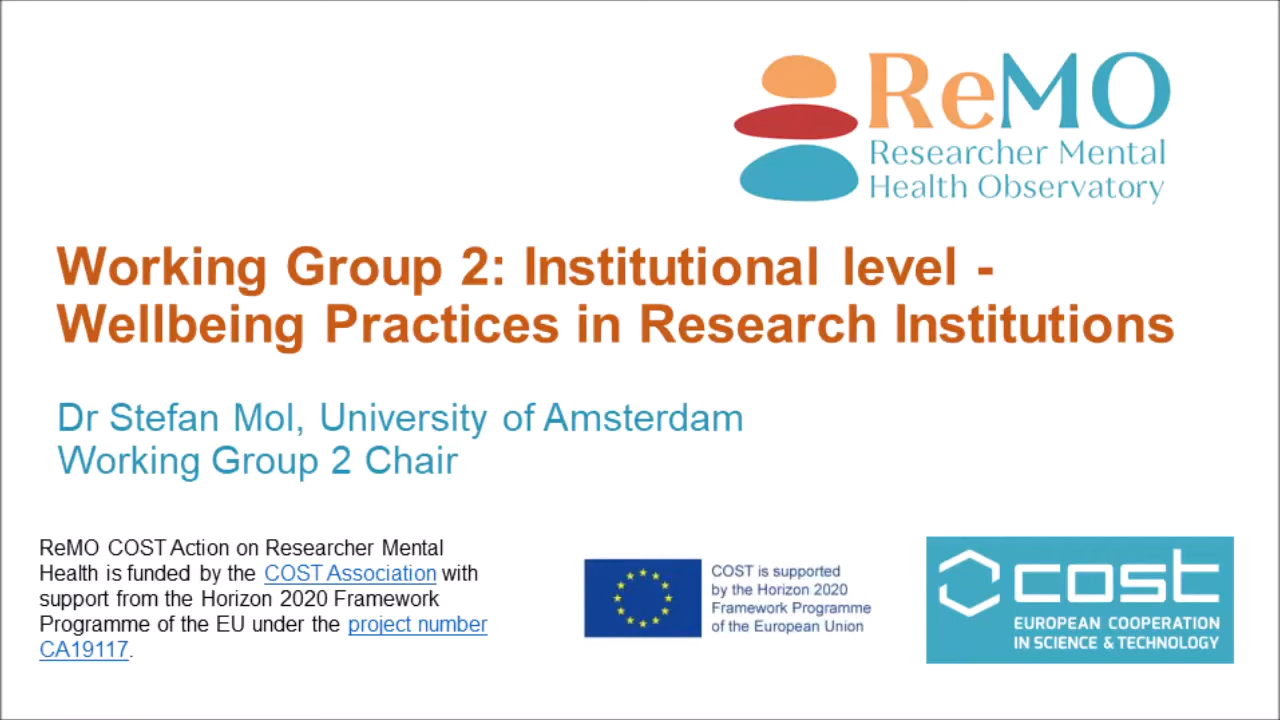 ReMO
Researcher Mental
Health Observatory
Working Group 2: Institutional level -
Wellbeing Practices in Research Institutions
Dr Stefan Mol, University of Amsterdam
Working Group 2 Chair
ReMO COST Action on Researcher Mental
Health is funded by the COST Association with
support from the Horizon 2020 Framework
Programme of the EU under the project number
CA19117.
COST is supported
by the Horizon 2020
Framework Programme
of the European Union
cost
EUROPEAN COOPERATION
IN SCIENCE & TECHNOLOGY